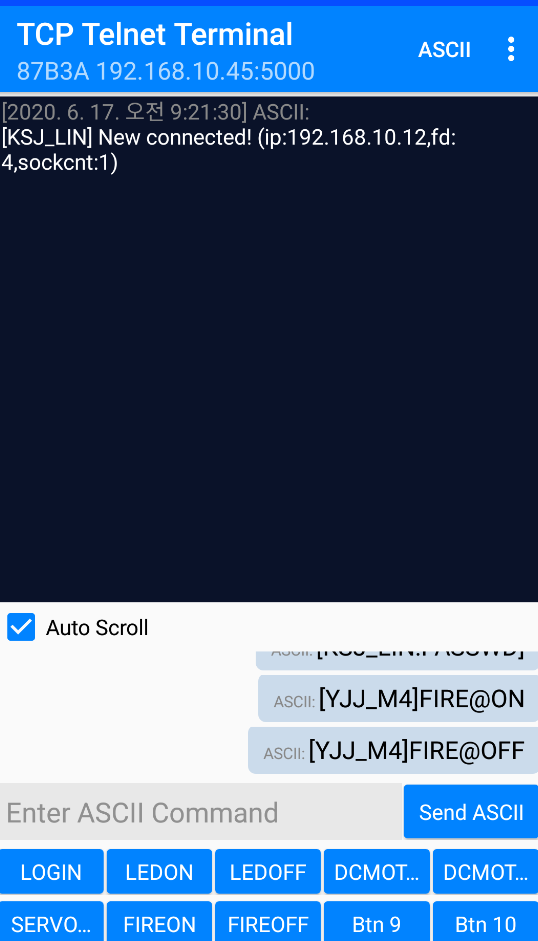 TCP Telnet Terminal
87B3A 192.168.10.45:5000
ASCII
[2020. 6. 17. 오전 9:21:30] ASCII:
[KSJ_LIN] New connected! (ip:192.168.10.12,fd:
4,sockcnt:1)
Auto Scroll
ASCII: [KSJ_LIN:PASSWD]
ASCII: [YJJ_M4]FIRE@ON
ASCII: [YJJ_M4]FIRE@OFF
Enter ASCII Command
Send ASCII
LOGIN LEDON LEDOFF DCMOT... DCMOT...
SERVO... FIREON FIREOFF Btn 9 Btn 10